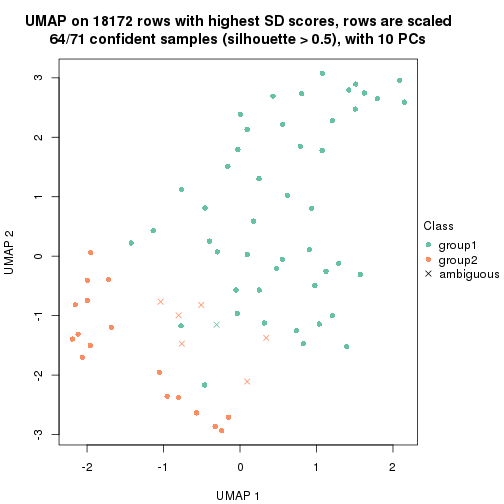 UMAP on 18172 rows with highest SD scores, rows are scaled
64/71 confident samples (silhouette > 0.5), with 10 PCs
3
2
1
0
-1
-2
-3
UMAP 2
-2
-1
0
1
2
UMAP 1
Class
group1
group2
ambiguous